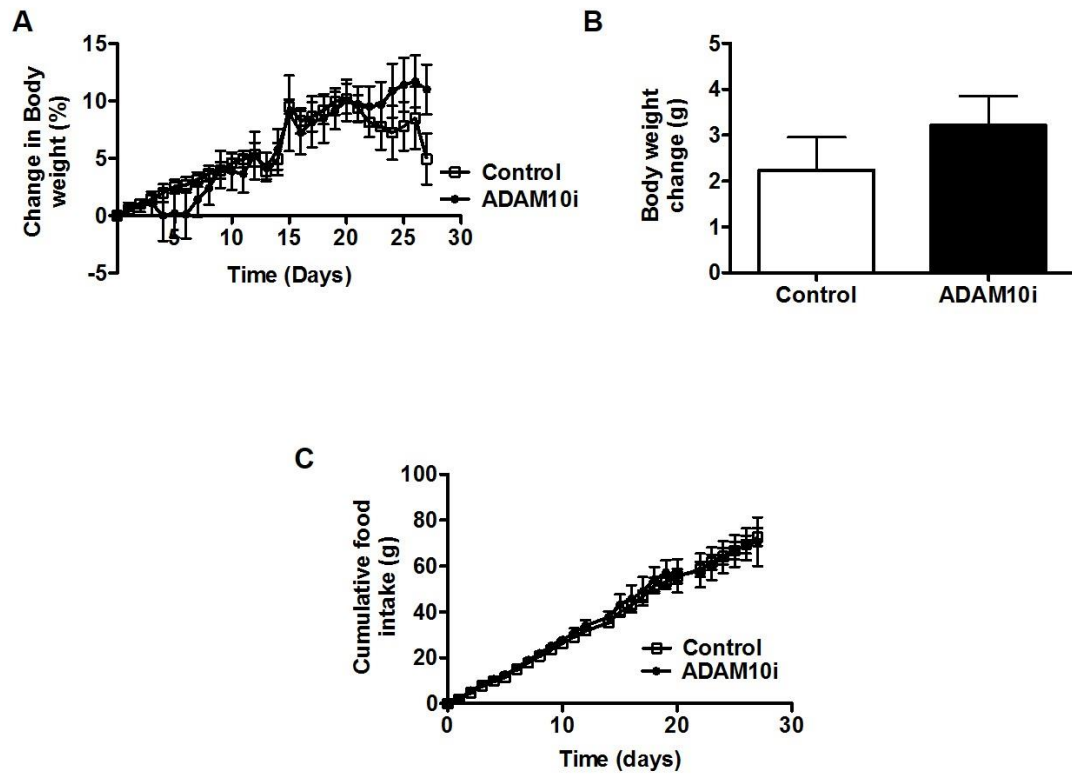 A
Change in Body
weight (%)
15
10
5
0
-5
5
10
15
20
25
30
Time (Days)
Control
ADAM10i
B
Body weight
change (g)
5
4
3
2
1
0
Control
ADAM10i
C
Cumulative food
intake (g)
100
80
60
40
20
0
0
10
20
30
Time (days)
Control
ADAM10i